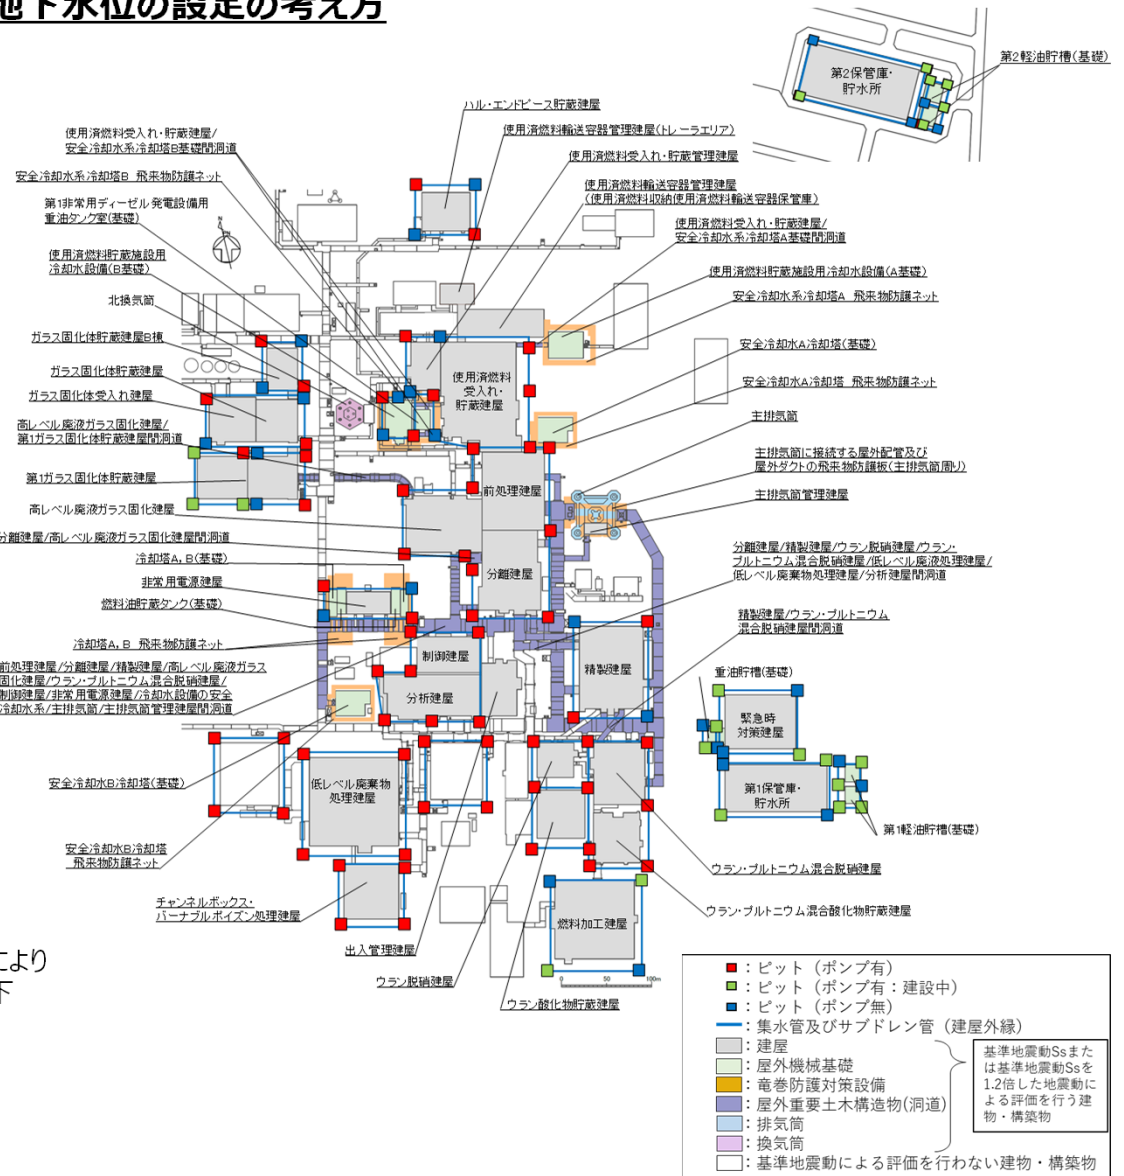 地下水位の設定の考え方
第2軽油貯槽(基礎)
第2保管庫・
貯水所
ハル・エンドピース貯蔵建屋
使用済燃料輸送容器管理建屋(トレーラエリア)
使用済燃料受入れ・貯蔵建屋/
安全冷却水系冷却塔B基礎間洞道
使用済燃料受入れ・貯蔵管理建屋
安全冷却水系冷却塔B 飛来物防護ネット
使用済燃料輸送容器管理建屋
(使用済燃料収納使用済燃料輸送容器保管庫)
第1非常用ディーゼル発電設備用
重油タンク室(基礎)
使用済燃料受入れ・貯蔵建屋/
安全冷却水系冷却塔A基礎間洞道
N
使用済燃料貯蔵施設用
冷却水設備(B基礎)
使用済燃料貯蔵施設用冷却水設備(A基礎)
安全冷却水系冷却塔A 飛来物防護ネット
北換気筒
ガラス固化体貯蔵建屋B棟
安全冷却水A冷却塔(基礎)
ガラス固化体貯蔵建屋
使用済燃料
受入れ・
貯蔵建屋
安全冷却水A冷却塔 飛来物防護ネット
ガラス固化体受入れ建屋
主排気筒
高レベル廃液ガラス固化建屋/
第1ガラス固化体貯蔵建屋間洞道
主排気筒に接続する屋外配管及び
屋外ダクトの飛来物防護板(主排気筒周り)
第1ガラス固化体貯蔵建屋
前処理建屋
主排気筒管理建屋
高レベル廃液ガラス固化建屋
分離建屋/高レベル廃液ガラス固化建屋間洞道
分離建屋/精製建屋/ウラン脱硝建屋/ウラン・
プルトニウム混合脱硝建屋/低レベル廃液処理建屋/
低レベル廃棄物処理建屋/分析建屋間洞道
冷却塔A,B(基礎)
分離建屋
非常用電源建屋
燃料油貯蔵タンク(基礎)
精製建屋/ウラン・プルトニウム
混合脱硝建屋間洞道
冷却塔A,B 飛来物防護ネット
制御建屋
精製建屋
前処理建屋/分離建屋/精製建屋/高レベル廃液ガラス
固化建屋/ウラン・プルトニウム混合脱硝建屋/
制御建屋/非常用電源建屋/冷却水設備の安全
冷却水系/主排気筒/主排気筒管理建屋間洞道
重油貯槽(基礎)
分析建屋
緊急時
対策建屋
安全冷却水B冷却塔(基礎)
低レベル廃棄物
処理建屋
第1保管庫・
貯水所
第1軽油貯槽(基礎)
安全冷却水B冷却塔
飛来物防護ネット
ウラン・プルトニウム混合脱硝建屋
チャンネルボックス・
バーナブルポイズン処理建屋
ウラン・プルトニウム混合酸化物貯蔵建屋
燃料加工建屋
出入管理建屋
により
下
ウラン脱硝建屋
0 50 100m
ウラン酸化物貯蔵建屋
：ピット（ポンプ有）
：ピット（ポンプ有：建設中）
：ピット（ポンプ無）
：集水管及びサブドレン管（建屋外縁）
：建屋
：屋外機械基礎
：竜巻防護対策設備
：屋外重要土木構造物(洞道)
：排気筒
：換気筒
：基準地震動による評価を行わない建物・構築物
基準地震動Ssまた
は基準地震動Ssを
1.2倍した地震動に
よる評価を行う建
物・構築物